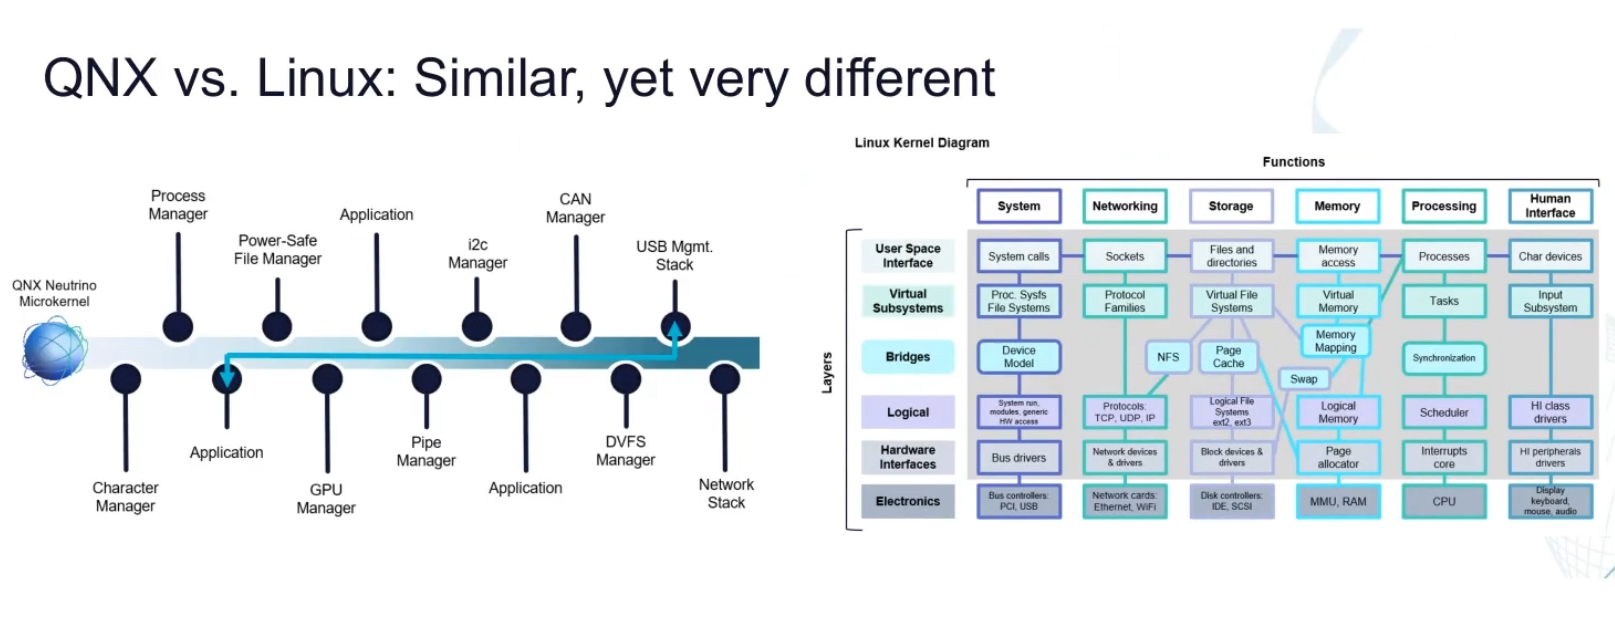 QNX vs. Linux: Similar, yet very different
QNX Neutrino
Microkernel
Process
Manager
Power-Safe
File Manager
Application
i2c
Manager
CAN
Manager
USB Mgmt.
Stack
Character
Manager
Application
GPU
Manager
Pipe
Manager
Application
DVFS
Manager
Network
Stack
Linux Kernel Diagram
Functions
Layers
System
Networking
Storage
Memory
Processing
Human
Interface
User Space
Interface
System calls
Sockets
Files and
directories
Memory
access
Processes
Char devices
Virtual
Subsystems
Proc. Sysfs
File Systems
Protocol
Families
Virtual File
Systems
Virtual
Memory
Tasks
Input
Subsystem
Bridges
Device
Model
NFS
Page
Cache
Memory
Mapping
Swap
Synchronization
Logical
System run,
modules, generic
HW access
Protocols:
TCP, UDP, IP
Logical File
Systems
ext2, ext3
Logical
Memory
Scheduler
HI class
drivers
Hardware
Interfaces
Bus drivers
Network devices
& drivers
Block devices &
drivers
Page
allocator
Interrupts
core
HI peripherals
drivers
Electronics
Bus controllers:
PCI, USB
Network cards:
Ethernet, WiFi
Disk controllers:
IDE, SCSI
MMU, RAM
CPU
Display
keyboard,
mouse, audio